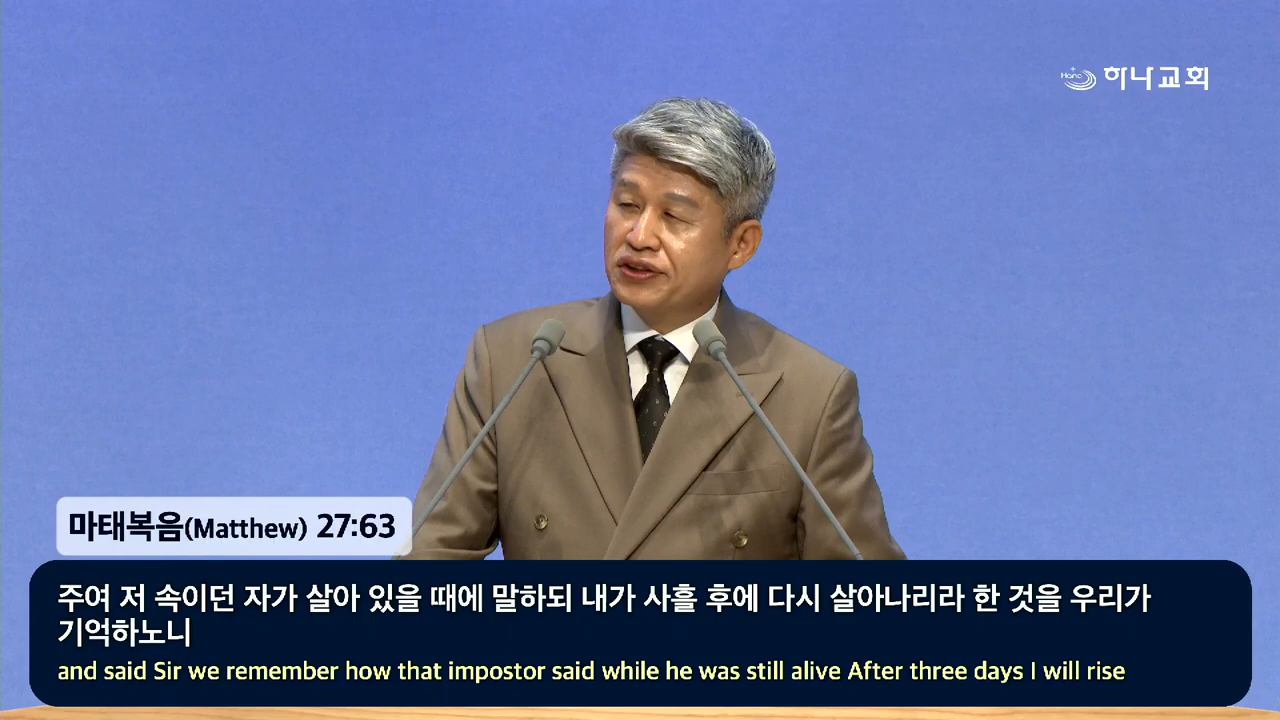 Hana 하나교회
마태복음(Matthew) 27:63
주여 저 속이던 자가 살아 있을 때에 말하되 내가 사흘 후에 다시 살아나리라 한 것을 우리가
기억하노니
and said Sir we remember how that impostor said while he was still alive After three days I will rise